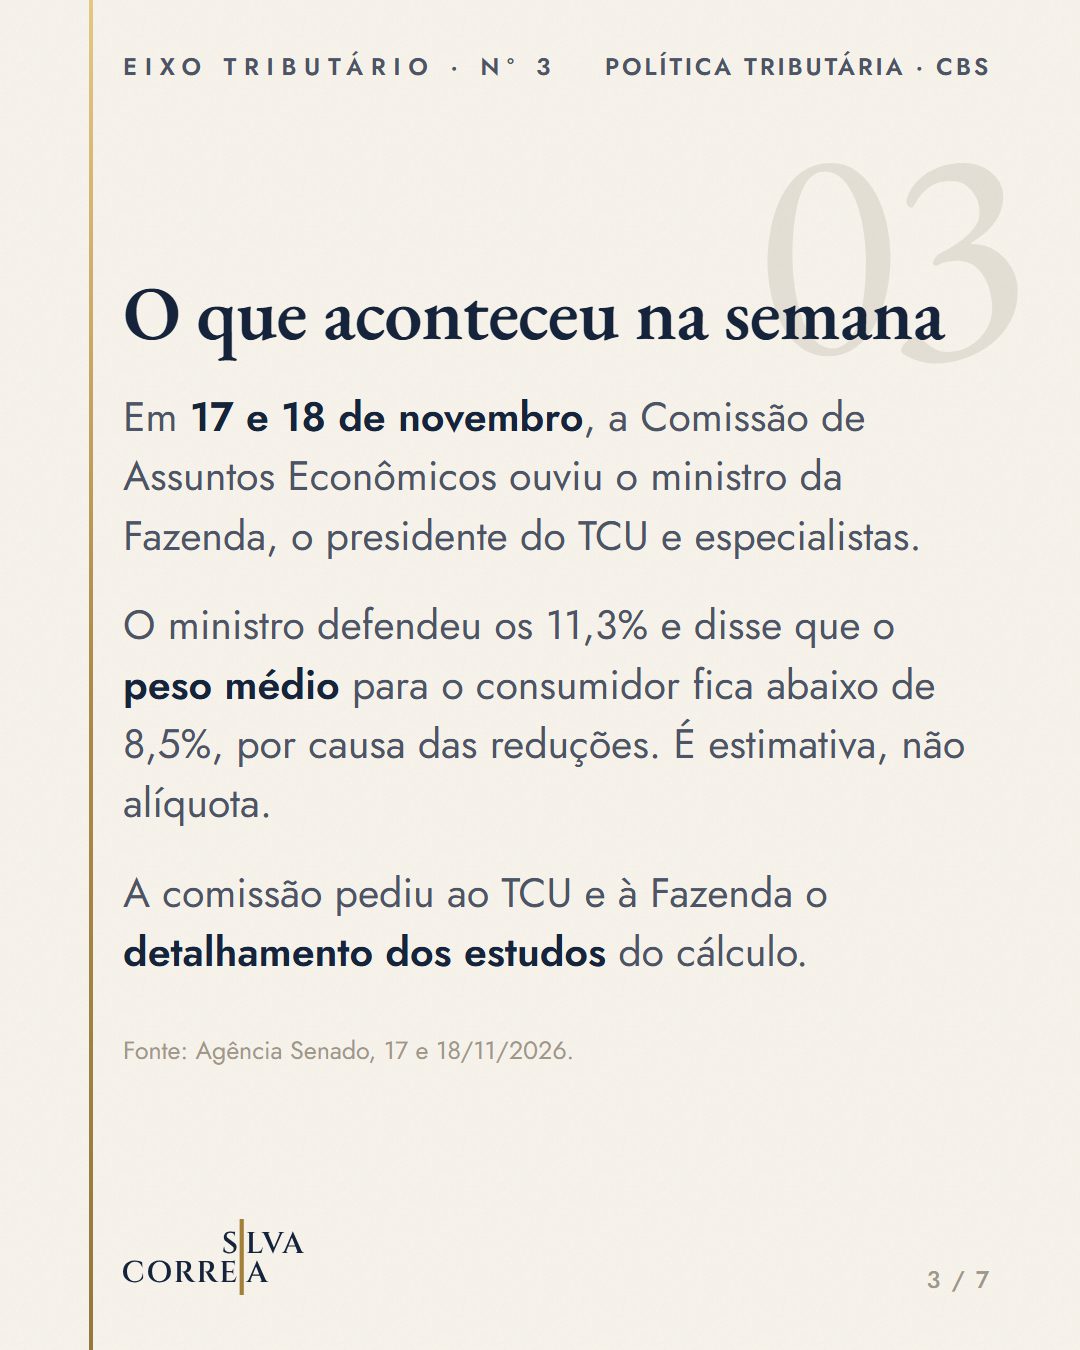 EIXO TRIBUTÁRIO · N° 3 POLÍTICA TRIBUTÁRIA · CBS
03
O que aconteceu na semana
Em 17 e 18 de novembro, a Comissão de
Assuntos Econômicos ouviu o ministro da
Fazenda, o presidente do TCU e especialistas.
O ministro defendeu os 11,3% e disse que o
peso médio para o consumidor fica abaixo de
8,5%, por causa das reduções. É estimativa, não
alíquota.
A comissão pediu ao TCU e à Fazenda o
detalhamento dos estudos do cálculo.
Fonte: Agência Senado, 17 e 18/11/2026.
SILVA
CORREIA
3 / 7